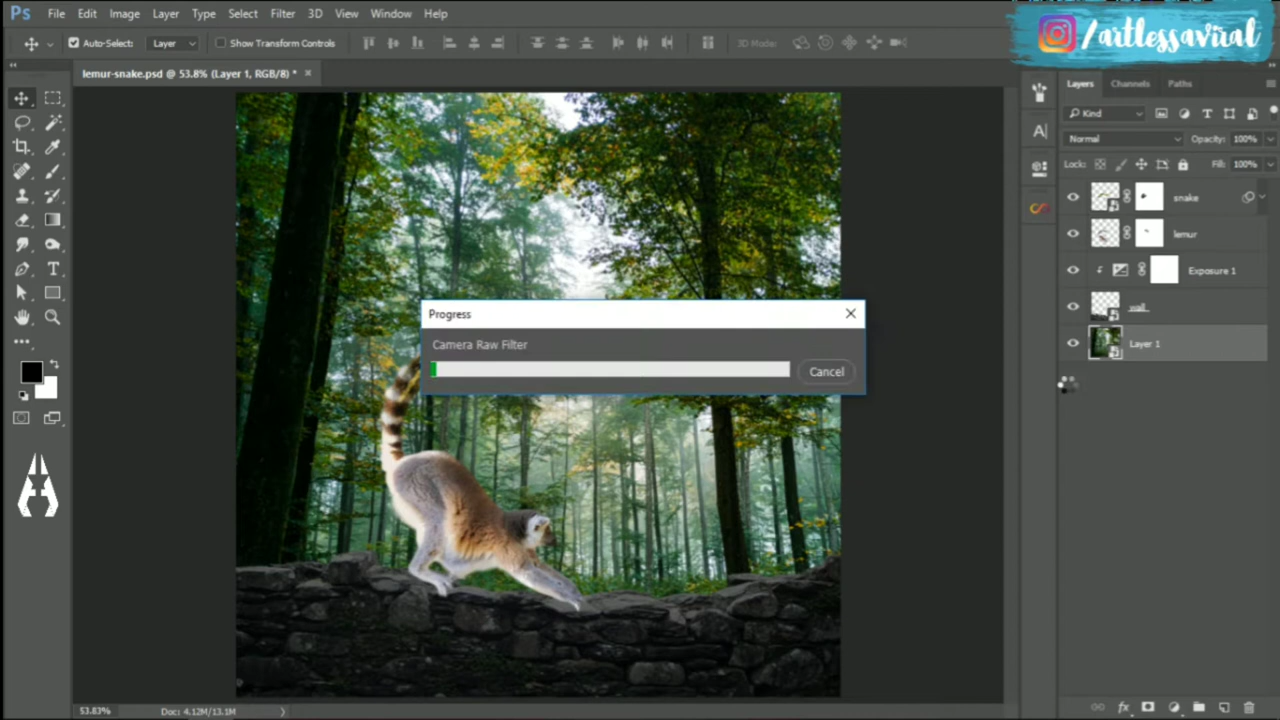 Ps File Edit Image Layer Type Select Filter 3D View Window Help
/artlessaviral
Auto-Select: Layer Show Transform Controls 3D Mode:
lemur-snake.psd @ 53.8% (Layer 1, RGB/8) * ×
Layers Channels Paths
Kind
Normal Opacity: 100%
Lock: Fill: 100%
snake
lemur
Exposure 1
wall
Layer 1
Progress
Camera Raw Filter
Cancel
53.83% Doc: 4.12M/13.1M